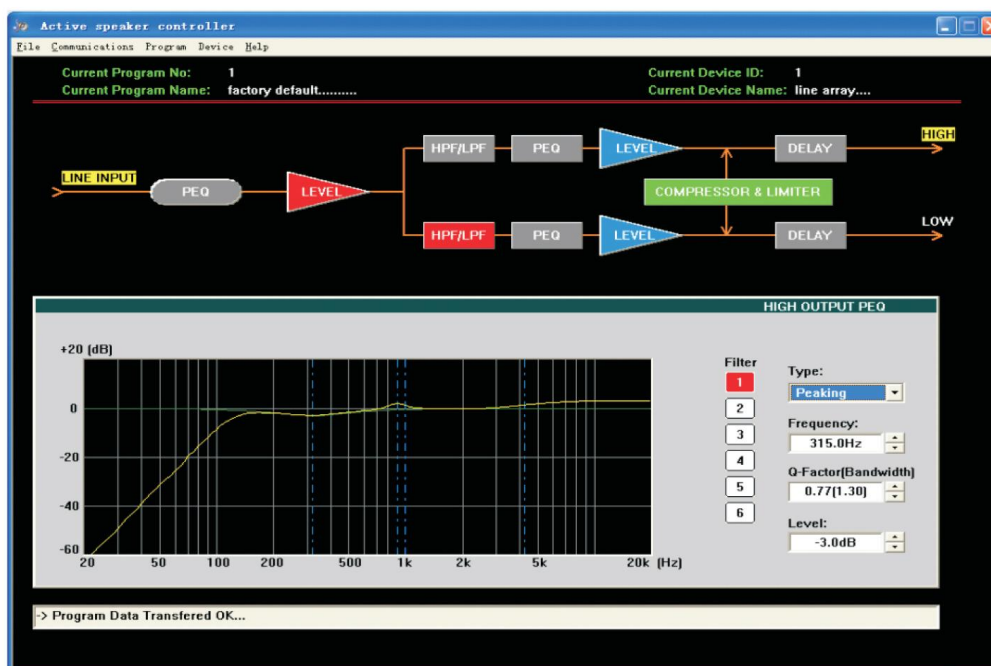 Active speaker controller
File Communications Program Device Help
Current Program No: 1 Current Device ID: 1
Current Program Name: factory default.......... Current Device Name: line array....
HPF/LPF PEQ LEVEL DELAY HIGH
LINE INPUT PEQ LEVEL COMPRESSOR & LIMITER
HPF/LPF PEQ LEVEL DELAY LOW
HIGH OUTPUT PEQ
+20 (dB)
0
-20
-40
-60
20 50 100 200 500 1k 2k 5k 20k (Hz)
Filter
1
2
3
4
5
6
Type:
Peaking
Frequency:
315.0Hz
Q-Factor(Bandwidth)
0.77(1.30)
Level:
-3.0dB
-> Program Data Transfered OK...